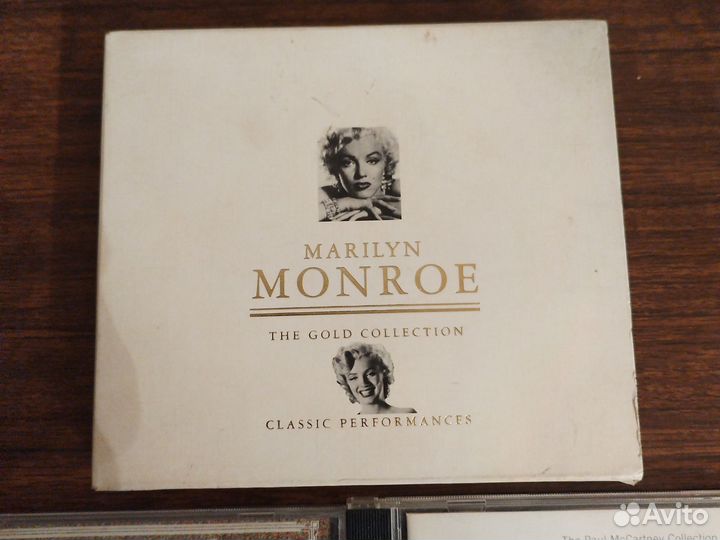 MARILYN
MONROE
THE GOLD COLLECTION
CLASSIC PERFORMANCES
The Paul McCartney Collection
Avito